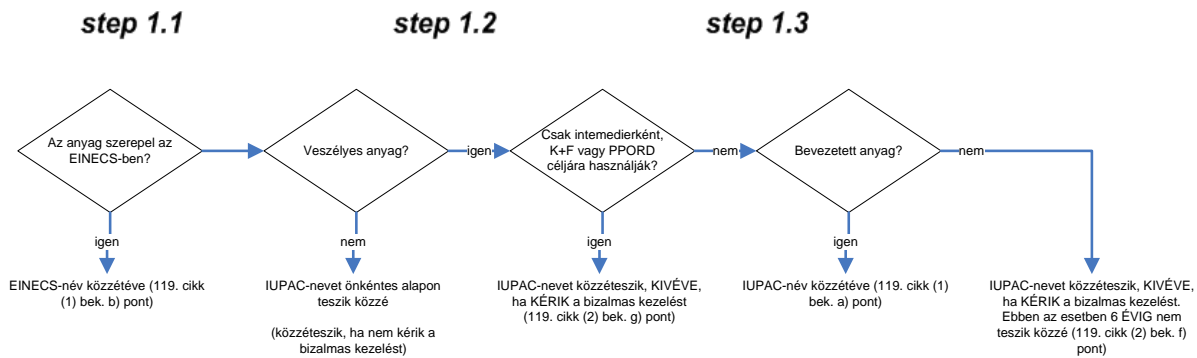 step 1.1
step 1.2
step 1.3
Az anyag szerepel az
EINECS-ben?
Veszélyes anyag?
igen
Csak intemedierként,
K+F vagy PPORD
céljára használják?
nem
Bevezetett anyag?
nem
igen
nem
igen
igen
EINECS-név közzétéve (119. cikk
(1) bek. b) pont)
IUPAC-nevet önkéntes alapon
teszik közzé
(közzéteszik, ha nem kérik a
bizalmas kezelést)
IUPAC-nevet közzéteszik, KIVÉVE,
ha KÉRIK a bizalmas kezelést
(119. cikk (2) bek. g) pont)
IUPAC-név közzétéve (119. cikk (1)
bek. a) pont)
IUPAC-nevet közzéteszik, KIVÉVE,
ha KÉRIK a bizalmas kezelést.
Ebben az esetben 6 ÉVIG nem
teszik közzé (119. cikk (2) bek. f)
pont)